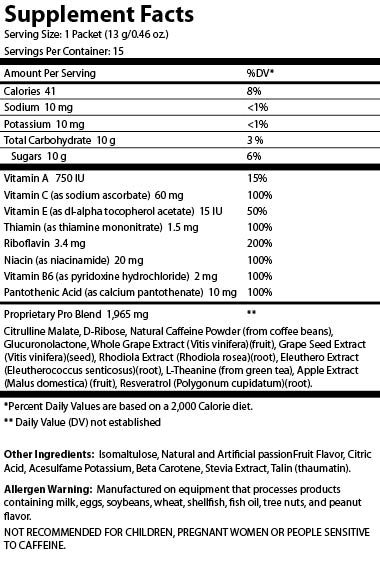 Supplement Facts
Serving Size: 1 Packet (13 g/0.46 oz.)
Servings Per Container: 15
Amount Per Serving %DV*
Calories 41 8%
Sodium 10 mg <1%
Potassium 10 mg <1%
Total Carbohydrate 10 g 3 %
Sugars 10 g 6%
Vitamin A 750 IU 15%
Vitamin C (as sodium ascorbate) 60 mg 100%
Vitamin E (as dl-alpha tocopherol acetate) 15 IU 50%
Thiamin (as thiamine mononitrate) 1.5 mg 100%
Riboflavin 3.4 mg 200%
Niacin (as niacinamide) 20 mg 100%
Vitamin B6 (as pyridoxine hydrochloride) 2 mg 100%
Pantothenic Acid (as calcium pantothenate) 10 mg 100%
Proprietary Pro Blend 1,965 mg **
Citrulline Malate, D-Ribose, Natural Caffeine Powder (from coffee beans),
Glucuronolactone, Whole Grape Extract (Vitis vinifera)(fruit), Grape Seed Extract
(Vitis vinifera)(seed), Rhodiola Extract (Rhodiola rosea)(root), Eleuthero Extract
(Eleutherococcus senticosus)(root), L-Theanine (from green tea), Apple Extract
(Malus domestica) (fruit), Resveratrol (Polygonum cupidatum)(root).
*Percent Daily Values are based on a 2,000 Calorie diet.
** Daily Value (DV) not established
Other Ingredients: Isomaltulose, Natural and Artificial passionFruit Flavor, Citric
Acid, Acesulfame Potassium, Beta Carotene, Stevia Extract, Talin (thaumatin).
Allergen Warning: Manufactured on equipment that processes products
containing milk, eggs, soybeans, wheat, shellfish, fish oil, tree nuts, and peanut
flavor.
NOT RECOMMENDED FOR CHILDREN, PREGNANT WOMEN OR PEOPLE SENSITIVE
TO CAFFEINE.